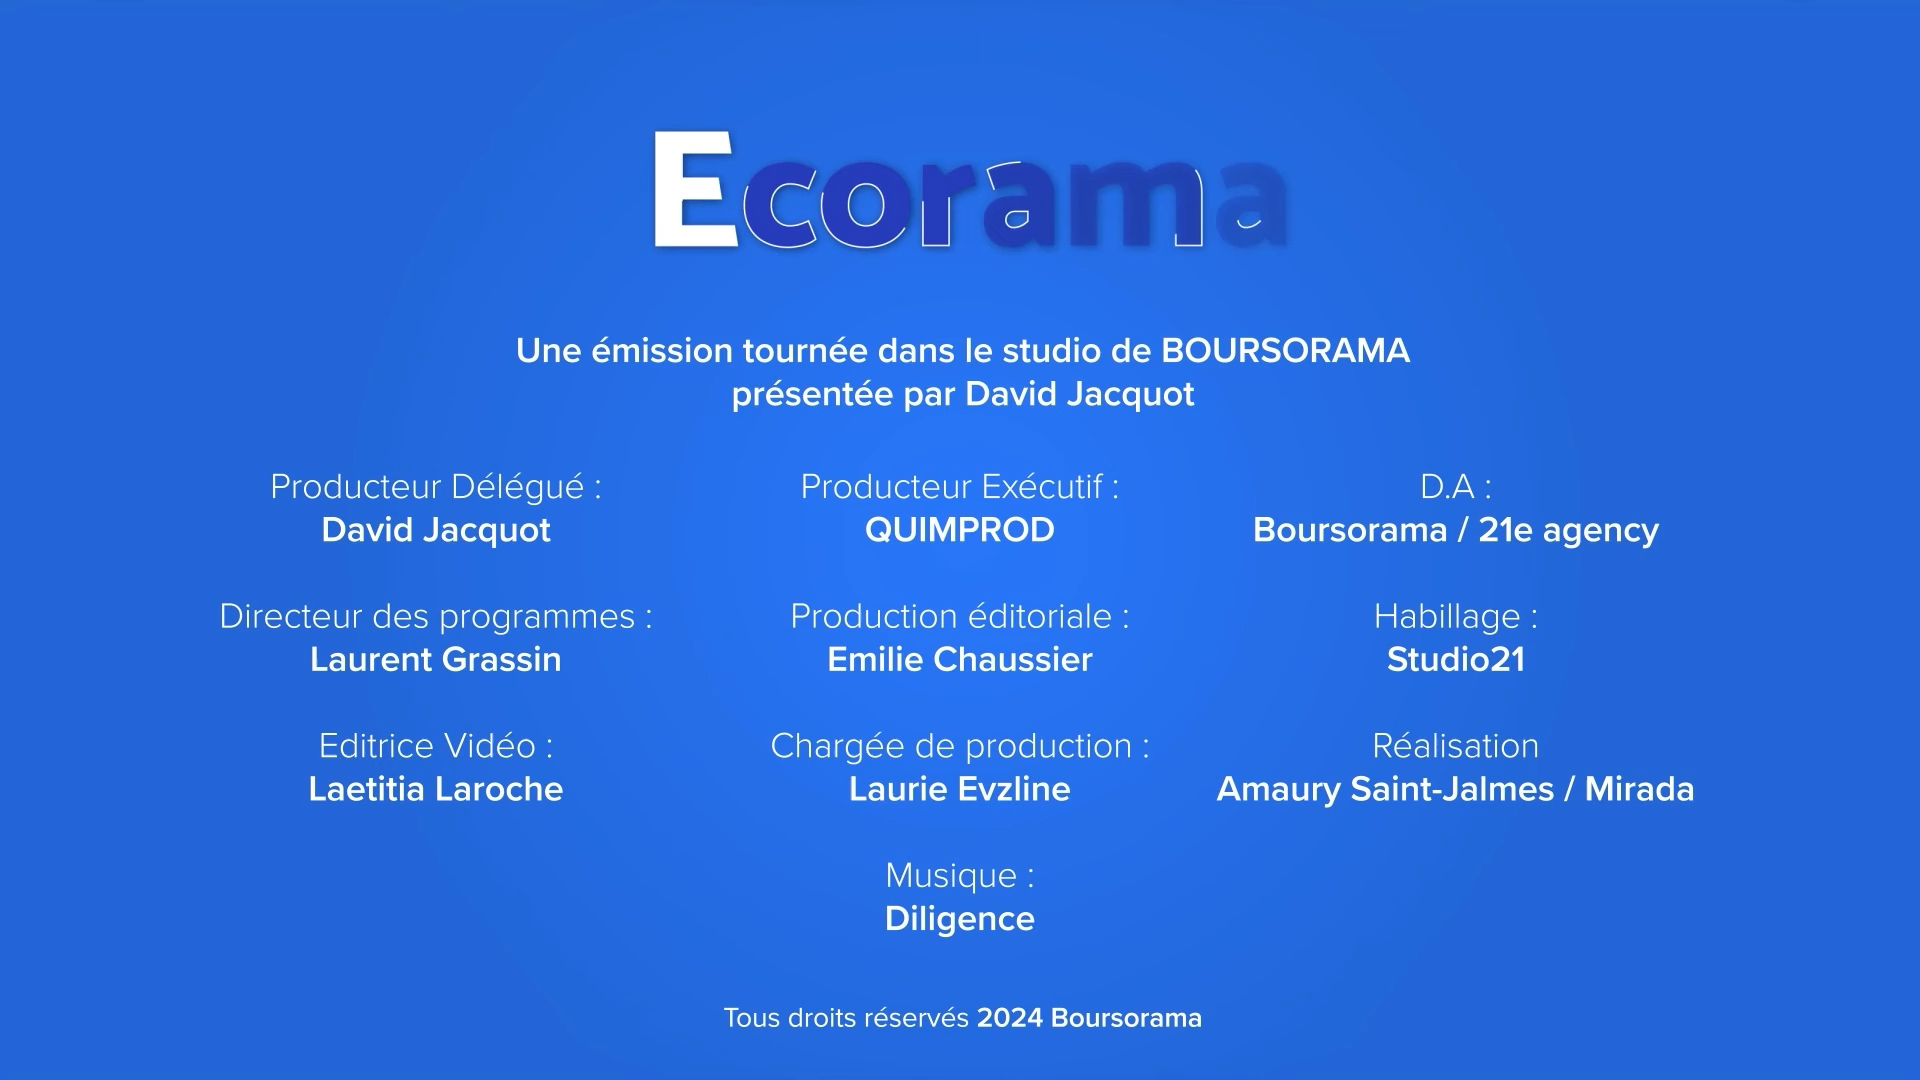 Ecorama
Une émission tournée dans le studio de BOURSORAMA
présentée par David Jacquot
Producteur Délégué :
David Jacquot
Producteur Exécutif :
QUIMPROD
D.A :
Boursorama / 21e agency
Directeur des programmes :
Laurent Grassin
Production éditoriale :
Emilie Chaussier
Habillage :
Studio21
Editrice Vidéo :
Laetitia Laroche
Chargée de production :
Laurie Evzline
Réalisation
Amaury Saint-Jalmes / Mirada
Musique :
Diligence
Tous droits réservés 2024 Boursorama